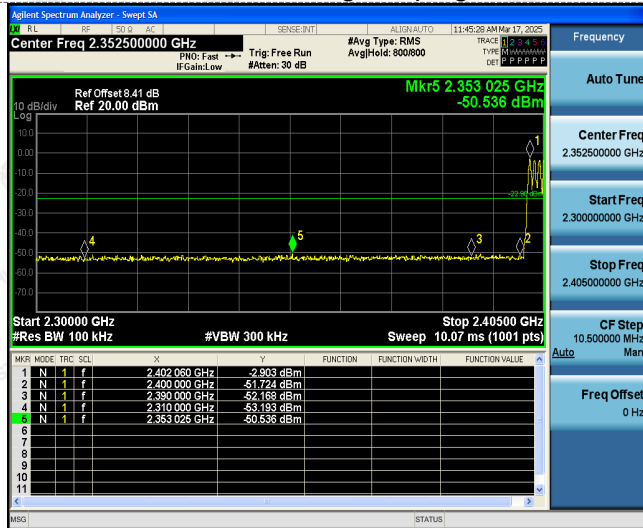 Agilent Spectrum Analyzer - Swept SA
LXI RL RF 50 Ω AC SENSE:INT ALIGN AUTO 11:45:28 AM Mar 17, 2025
Center Freq 2.352500000 GHz #Avg Type: RMS TRACE 1 2 3 4 5 6
PNO: Fast Trig: Free Run Avg|Hold: 800/800 TYPE M
IFGain:Low #Atten: 30 dB DET P P P P P P
Frequency
Auto Tune
Center Freq
2.352500000 GHz
Start Freq
2.300000000 GHz
Stop Freq
2.405000000 GHz
CF Step
10.500000 MHz
Auto Man
Freq Offset
0 Hz
Mkr5 2.353 025 GHz
Ref Offset 8.41 dB
10 dB/div Ref 20.00 dBm -50.536 dBm
Log
10.0
0.00
-10.0
-20.0
-30.0
-40.0
-50.0
-60.0
-70.0
1
4
5
3
2
Start 2.30000 GHz Stop 2.40500 GHz
#Res BW 100 kHz #VBW 300 kHz Sweep 10.07 ms (1001 pts)
MKR MODE TRC SCL X Y FUNCTION FUNCTION WIDTH FUNCTION VALUE
1 N 1 f 2.402 060 GHz -2.903 dBm
2 N 1 f 2.400 000 GHz -51.724 dBm
3 N 1 f 2.390 000 GHz -52.168 dBm
4 N 1 f 2.310 000 GHz -53.193 dBm
5 N 1 f 2.353 025 GHz -50.536 dBm
6
7
8
9
10
11
MSG STATUS